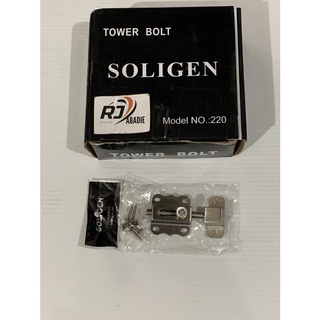 TOWER BOLT
SOLIGEN
RJ
ABADIE
Model NO.:220
TOWER BOLT
SOLIGEN